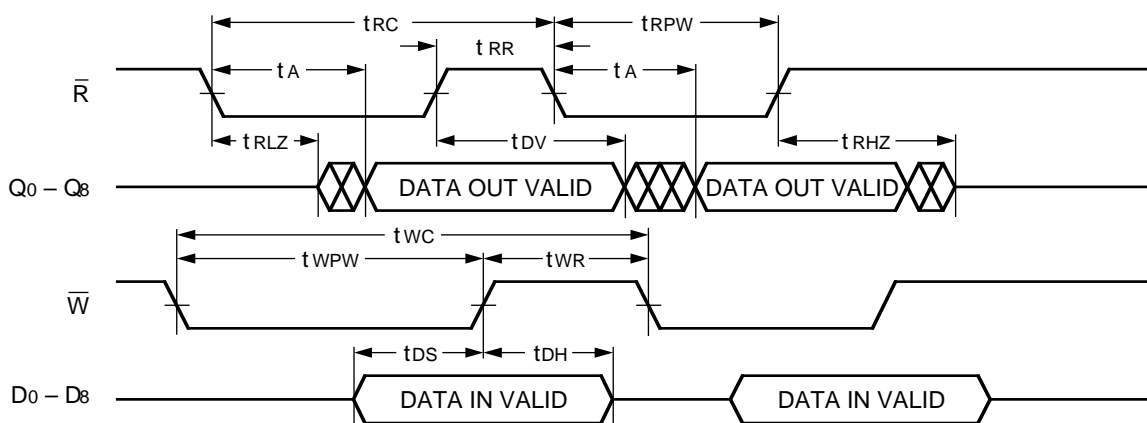 tRC
tRPW
tRR
tA
tA
R̅
tRLZ
tDV
tRHZ
Q0 – Q8
DATA OUT VALID
DATA OUT VALID
tWC
tWPW
tWR
W̅
tDS
tDH
D0 – D8
DATA IN VALID
DATA IN VALID